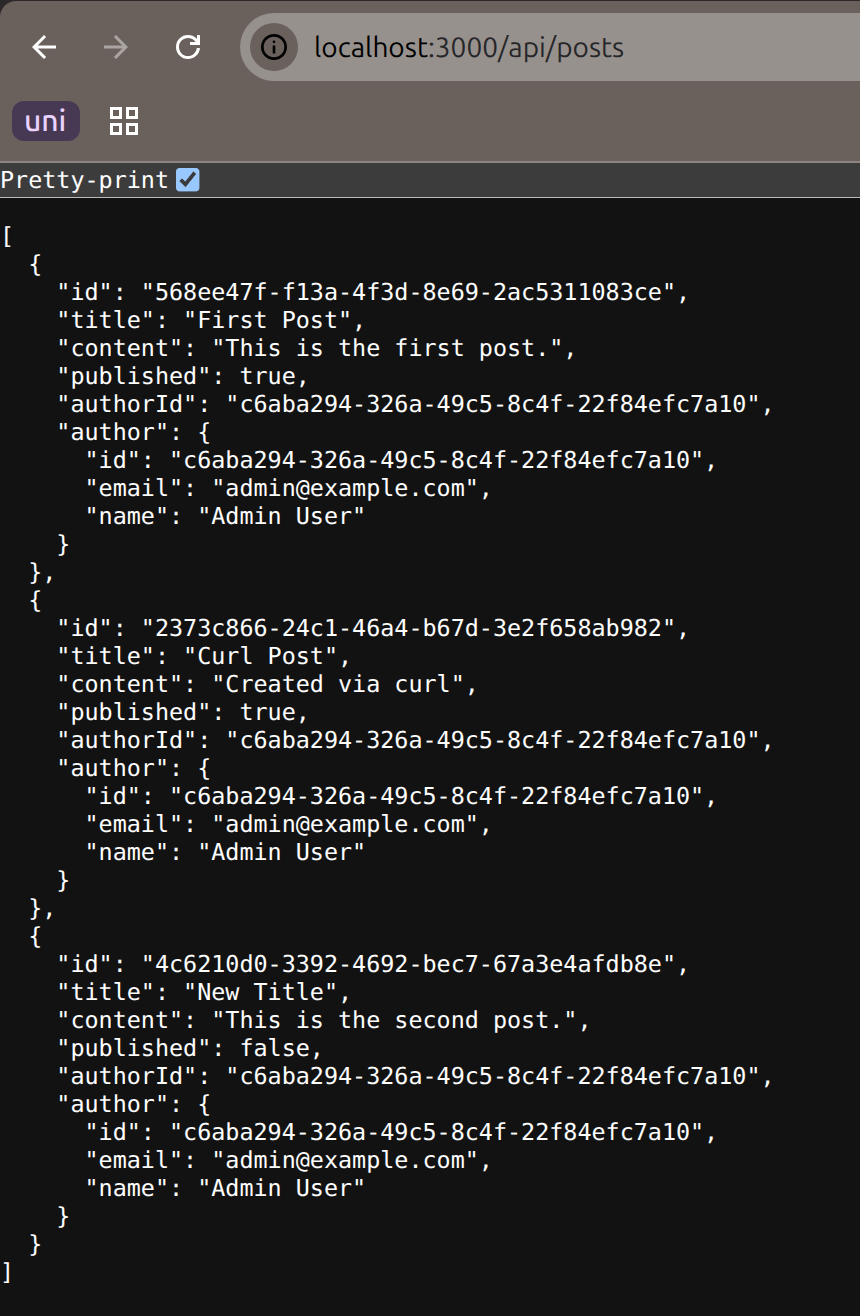 localhost:3000/api/posts
uni
Pretty-print
[
  {
    "id": "568ee47f-f13a-4f3d-8e69-2ac5311083ce",
    "title": "First Post",
    "content": "This is the first post.",
    "published": true,
    "authorId": "c6aba294-326a-49c5-8c4f-22f84efc7a10",
    "author": {
      "id": "c6aba294-326a-49c5-8c4f-22f84efc7a10",
      "email": "admin@example.com",
      "name": "Admin User"
    }
  },
  {
    "id": "2373c866-24c1-46a4-b67d-3e2f658ab982",
    "title": "Curl Post",
    "content": "Created via curl",
    "published": true,
    "authorId": "c6aba294-326a-49c5-8c4f-22f84efc7a10",
    "author": {
      "id": "c6aba294-326a-49c5-8c4f-22f84efc7a10",
      "email": "admin@example.com",
      "name": "Admin User"
    }
  },
  {
    "id": "4c6210d0-3392-4692-bec7-67a3e4afdb8e",
    "title": "New Title",
    "content": "This is the second post.",
    "published": false,
    "authorId": "c6aba294-326a-49c5-8c4f-22f84efc7a10",
    "author": {
      "id": "c6aba294-326a-49c5-8c4f-22f84efc7a10",
      "email": "admin@example.com",
      "name": "Admin User"
    }
  }
]